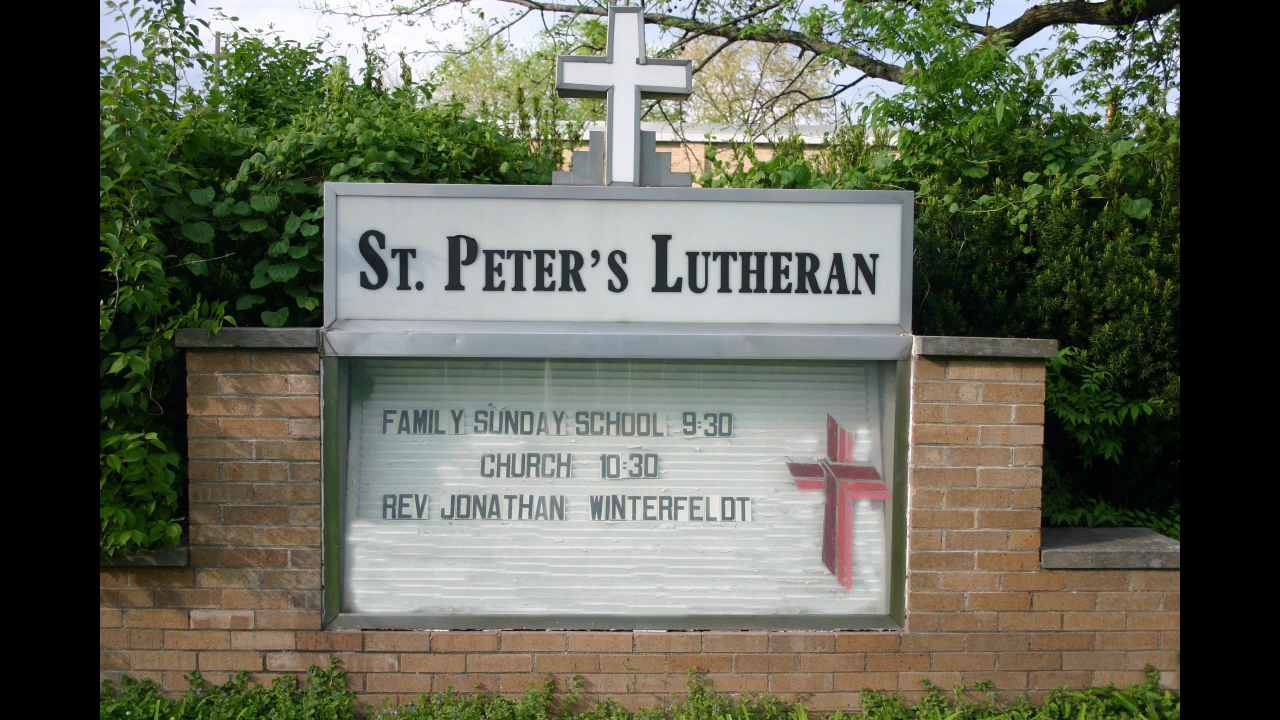 ST. PETER'S LUTHERAN
FAMILY SUNDAY SCHOOL 9:30
CHURCH 10:30
REV JONATHAN WINTERFELDT